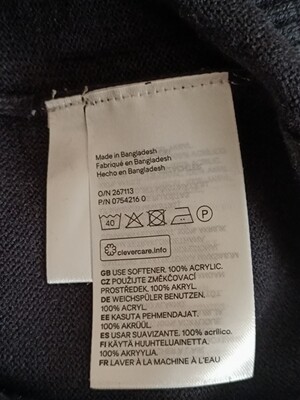 Made in Bangladesh
Fabriqué en Bangladesh
Hecho en Bangladesh
O/N 267113
P/N 0754216 0
40
P
clevercare.info
GB USE SOFTENER. 100% ACRYLIC.
CZ POUŽIJTE ZMĚKČOVACÍ
PROSTŘEDEK. 100% AKRYL.
DE WEICHSPÜLER BENUTZEN.
100% ACRYL.
EE KASUTA PEHMENDAJAT.
100% AKRÜÜL.
ES USAR SUAVIZANTE. 100% acrílico.
FI KÄYTÄ HUUHTELUAINETTA.
100% AKRYYLIA
FR LAVER À LA MACHINE À L'EAU